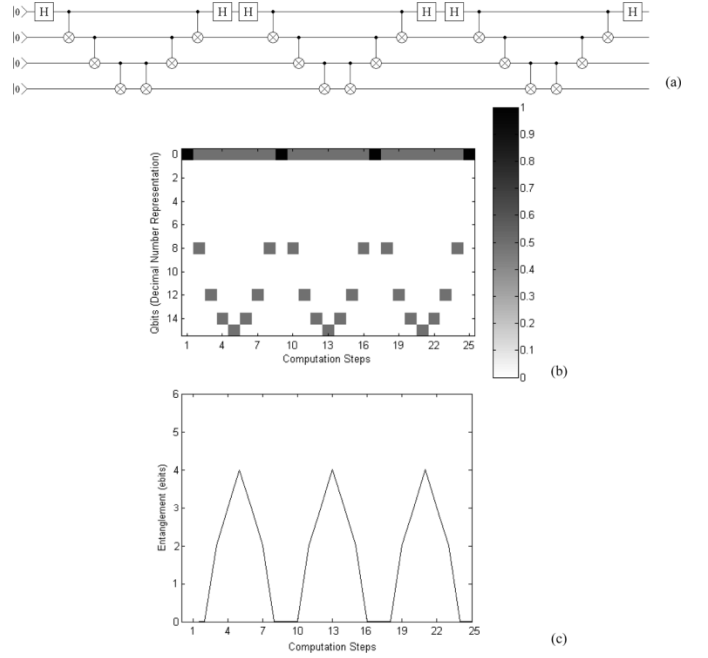 |0⟩ H H H H H H
|0⟩
|0⟩
|0⟩
(a)
Qbits (Decimal Number Representation)
0
2
4
6
8
10
12
14
1 4 7 10 13 16 19 22 25
Computation Steps
1
0.9
0.8
0.7
0.6
0.5
0.4
0.3
0.2
0.1
0
(b)
Entanglement (ebits)
6
5
4
3
2
1
0
1 4 7 10 13 16 19 22 25
Computation Steps
(c)